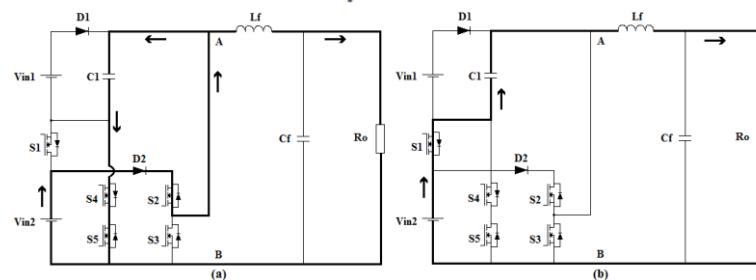 D1
Lf
A
Vin1
C1
S1
D2
Cf
Ro
S4
S2
Vin2
S5
S3
B
(a)
D1
Lf
A
Vin1
C1
S1
D2
Cf
Ro
S4
S2
Vin2
S5
S3
B
(b)